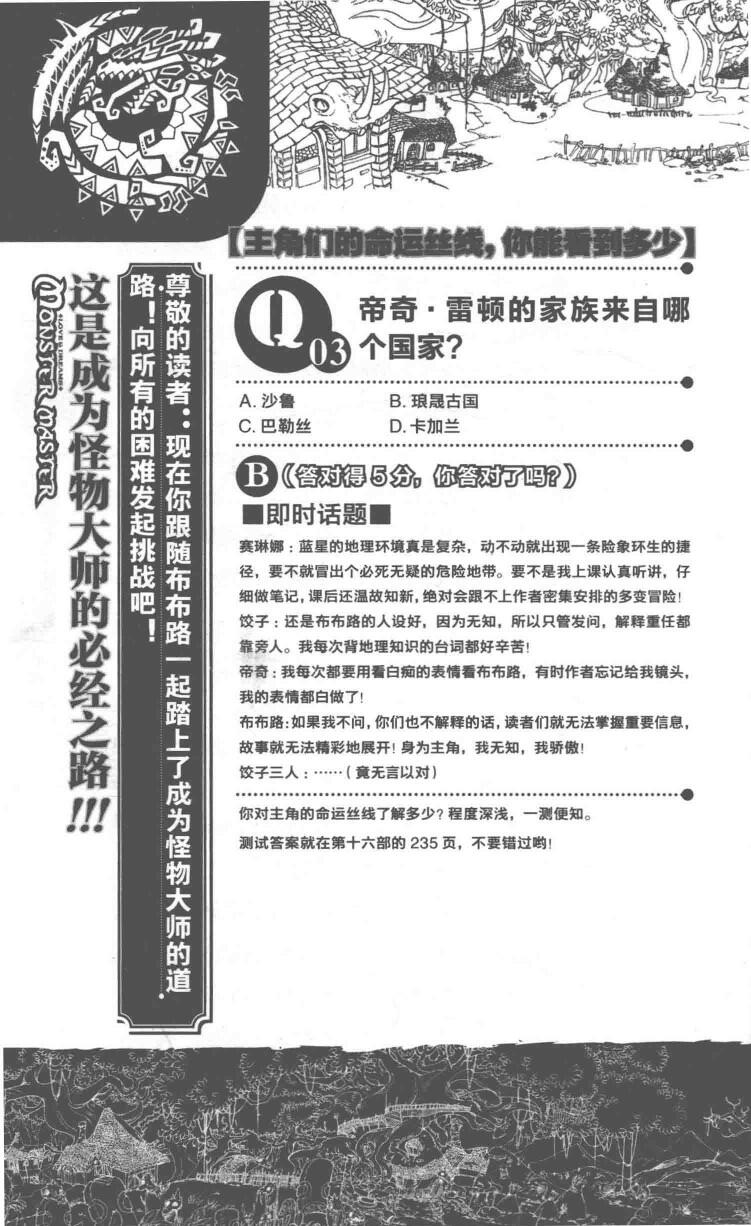 【主角们的命运丝线，你能看到多少】
Q 03
帝奇·雷顿的家族来自哪
个国家？
A. 沙鲁 B. 琅晟古国
C. 巴勒丝 D. 卡加兰
B（答对得5分，你答对了吗？）
■即时话题■
赛琳娜：蓝星的地理环境真是复杂，动不动就出现一条险象环生的捷
径，要不就冒出个必死无疑的危险地带。要不是我上课认真听讲，仔
细做笔记，课后还温故知新，绝对会跟不上作者密集安排的多变冒险！
饺子：还是布布路的人设好，因为无知，所以只管发问，解释重任都
靠旁人。我每次背地理知识的台词都好辛苦！
帝奇：我每次都要用看白痴的表情看布布路，有时作者忘记给我镜头，
我的表情都白做了！
布布路：如果我不问，你们也不解释的话，读者们就无法掌握重要信息，
故事就无法精彩地展开！身为主角，我无知，我骄傲！
饺子三人：……（竟无言以对）
你对主角的命运丝线了解多少？程度深浅，一测便知。
测试答案就在第十六部的 235 页，不要错过哟！
尊敬的读者：现在你跟随布布路一起踏上了成为怪物大师的道
路！向所有的困难发起挑战吧！
这是成为怪物大师的必经之路!!!
+LOVE & DREAMS+
MONSTER MASTER